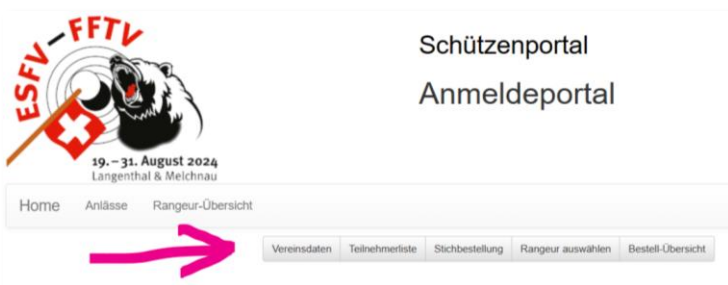 ESFV-FFTV
19.–31. August 2024
Langenthal & Melchnau
Schützenportal
Anmeldeportal
Home Anlässe Rangeur-Übersicht
Vereinsdaten Teilnehmerliste Stichbestellung Rangeur auswählen Bestell-Übersicht